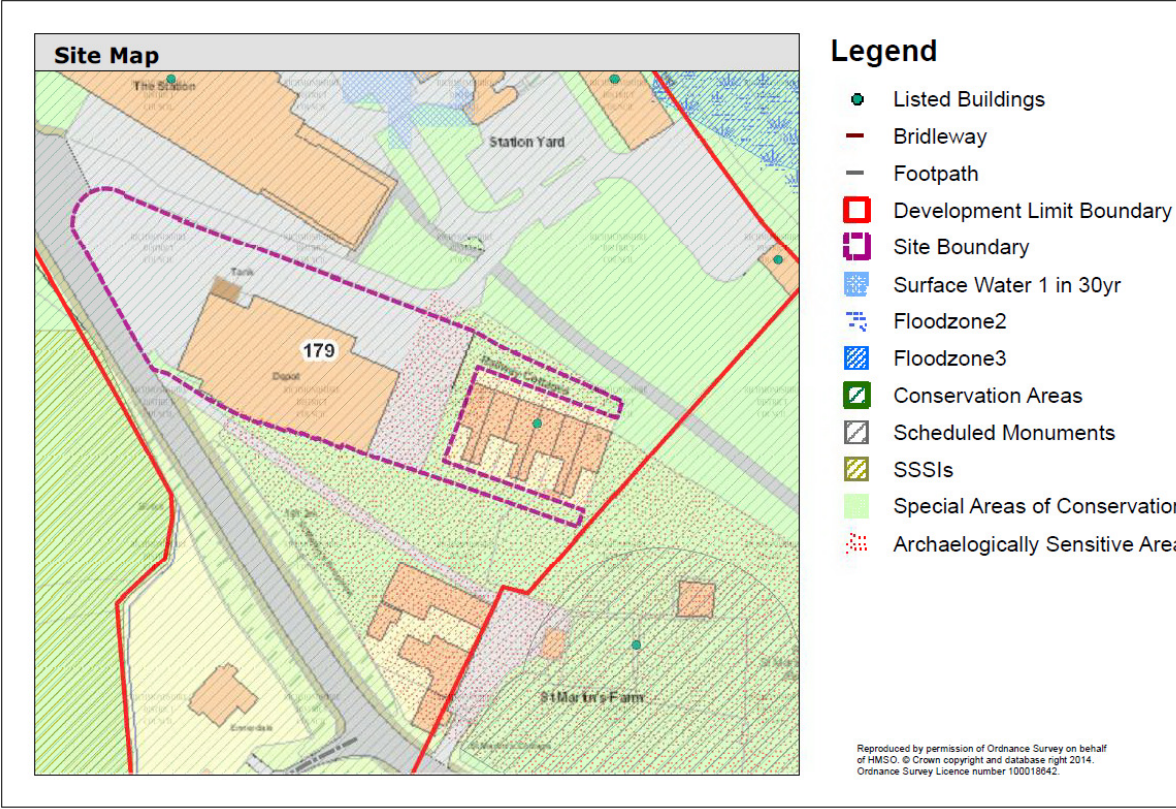 Site Map
The Station
Station Yard
Tank
179
Depot
Railway Cottages
St Martin's Farm
Ennerdale
Legend
Listed Buildings
Bridleway
Footpath
Development Limit Boundary
Site Boundary
Surface Water 1 in 30yr
Floodzone2
Floodzone3
Conservation Areas
Scheduled Monuments
SSSIs
Special Areas of Conservation
Archaelogically Sensitive Area
Reproduced by permission of Ordnance Survey on behalf
of HMSO. © Crown copyright and database right 2014.
Ordnance Survey Licence number 100018642.